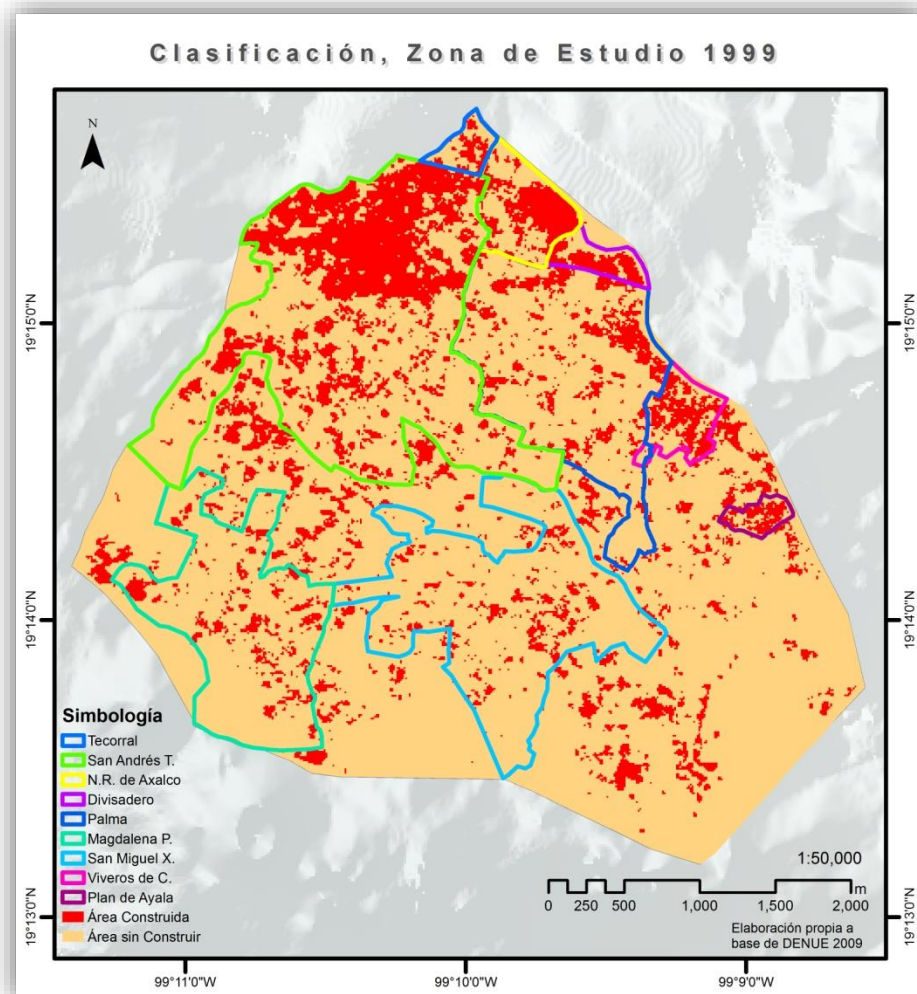 Clasificación, Zona de Estudio 1999
N
19°15'0"N
19°14'0"N
19°13'0"N
19°15'0"N
19°14'0"N
19°13'0"N
Simbología
Tecorral
San Andrés T.
N.R. de Axalco
Divisadero
Palma
Magdalena P.
San Miguel X.
Viveros de C.
Plan de Ayala
Área Construida
Área sin Construir
1:50,000
0 250 500 1,000 1,500 2,000
m
Elaboración propia a
base de DENUE 2009
99°11'0"W 99°10'0"W 99°9'0"W